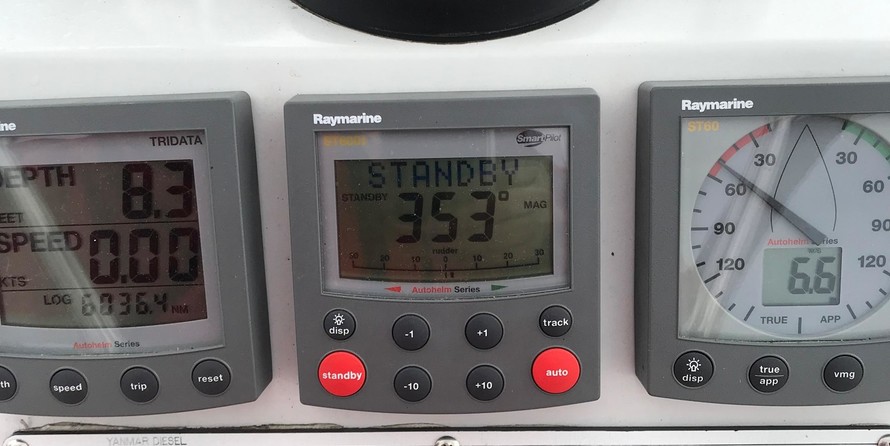 ne
TRIDATA
DEPTH 8.3
FEET
SPEED 0.00
KTS
LOG 6036.4 NM
Autohelm Series
th
speed
trip
reset
Raymarine
SmartPilot
STANDBY
STANDBY 353° MAG
rudder
30 20 10 0 10 20 30
Autohelm Series
disp
-1
+1
track
standby
-10
+10
auto
Raymarine
ST60
30 30
60 60
90 90
120 120
Autohelm Series
6.6
TRUE APP
disp
true
app
vmg
YANMAR DIESEL